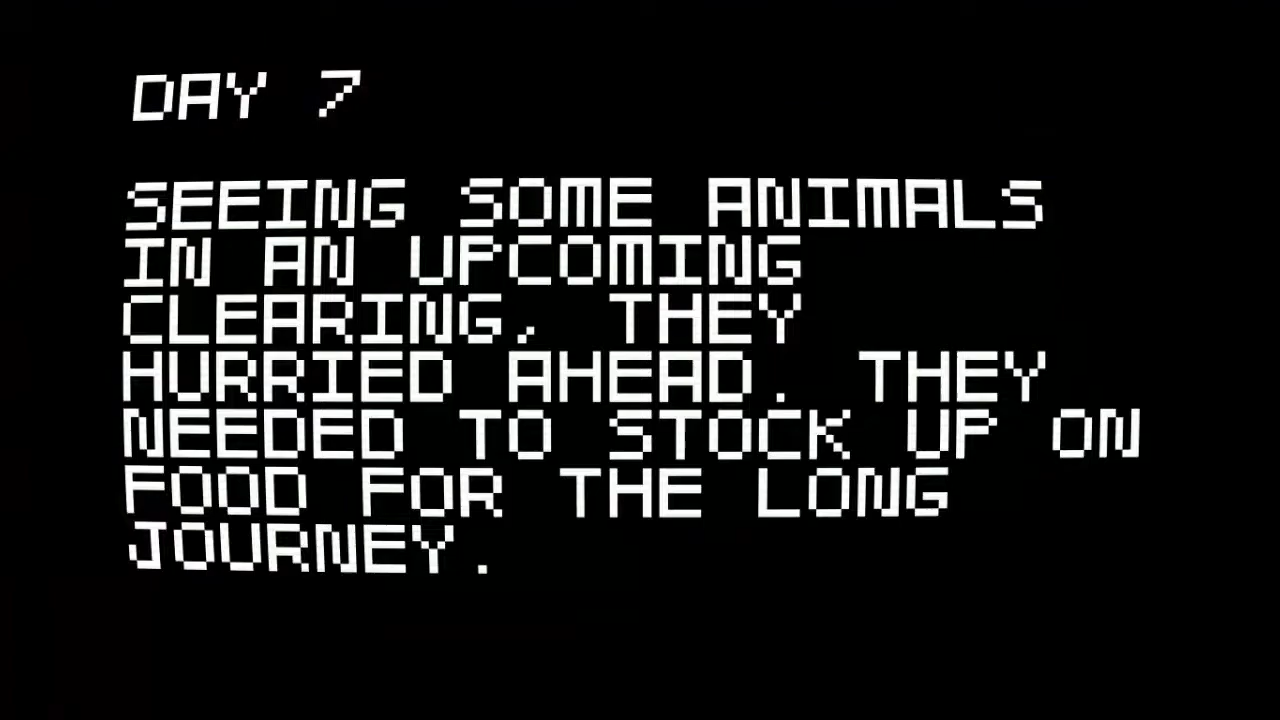 DAY 7
SEEING SOME ANIMALS
IN AN UPCOMING
CLEARING, THEY
HURRIED AHEAD. THEY
NEEDED TO STOCK UP ON
FOOD FOR THE LONG
JOURNEY.